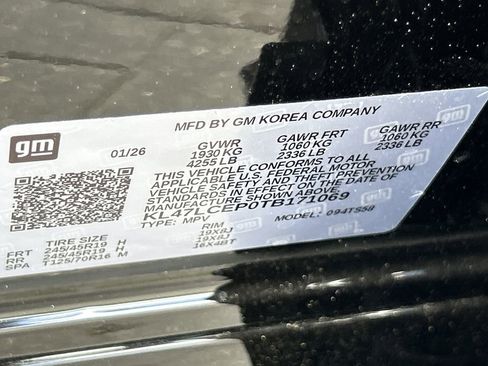 gm
MFD BY GM KOREA COMPANY
01/26 GVWR GAWR FRT GAWR RR
1930 KG 1060 KG 1060 KG
4255 LB 2336 LB 2336 LB
THIS VEHICLE CONFORMS TO ALL
APPLICABLE U.S. FEDERAL MOTOR
VEHICLE SAFETY AND THEFT PREVENTION
STANDARDS IN EFFECT ON THE DATE OF
MANUFACTURE SHOWN ABOVE.
KL47LCEP0TB171069
TYPE: MPV MODEL: 094TS58
TIRE SIZE RIM
FRT 245/45R19 H 19X8J
RR 245/45R19 H 19X8J
SPA T125/70R16 M 16X4BT